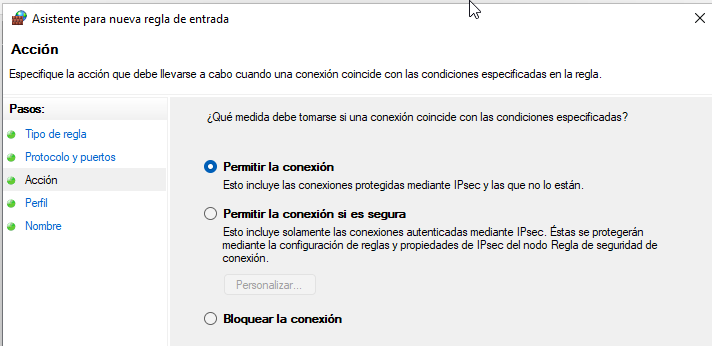 Asistente para nueva regla de entrada
Acción
Especifique la acción que debe llevarse a cabo cuando una conexión coincide con las condiciones especificadas en la regla.
Pasos:
Tipo de regla
Protocolo y puertos
Acción
Perfil
Nombre
¿Qué medida debe tomarse si una conexión coincide con las condiciones especificadas?
Permitir la conexión
Esto incluye las conexiones protegidas mediante IPsec y las que no lo están.
Permitir la conexión si es segura
Esto incluye solamente las conexiones autenticadas mediante IPsec. Éstas se protegerán
mediante la configuración de reglas y propiedades de IPsec del nodo Regla de seguridad de
conexión.
Personalizar...
Bloquear la conexión